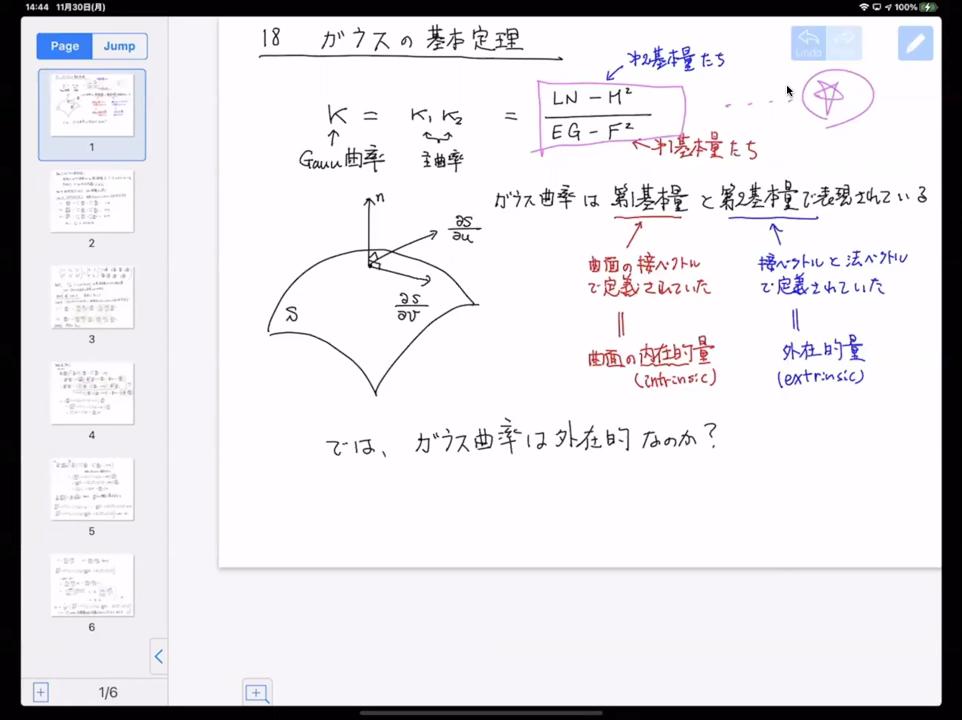 14:44 11月30日(月)
100%
Page Jump
Undo
1
2
3
4
5
6
1/6
18 ガウスの基本定理
第2基本量たち
K = K₁ K₂ = LN - M² / EG - F²
第1基本量たち
Gauss曲率 主曲率
n
∂S/∂u
∂S/∂v
S
ガウス曲率は 第1基本量 と 第2基本量で表現されている
曲面の接ベクトル
で定義されていた
||
曲面の内在的量
(intrinsic)
接ベクトルと法ベクトル
で定義されていた
||
外在的量
(extrinsic)
では、ガウス曲率は外在的なのか?